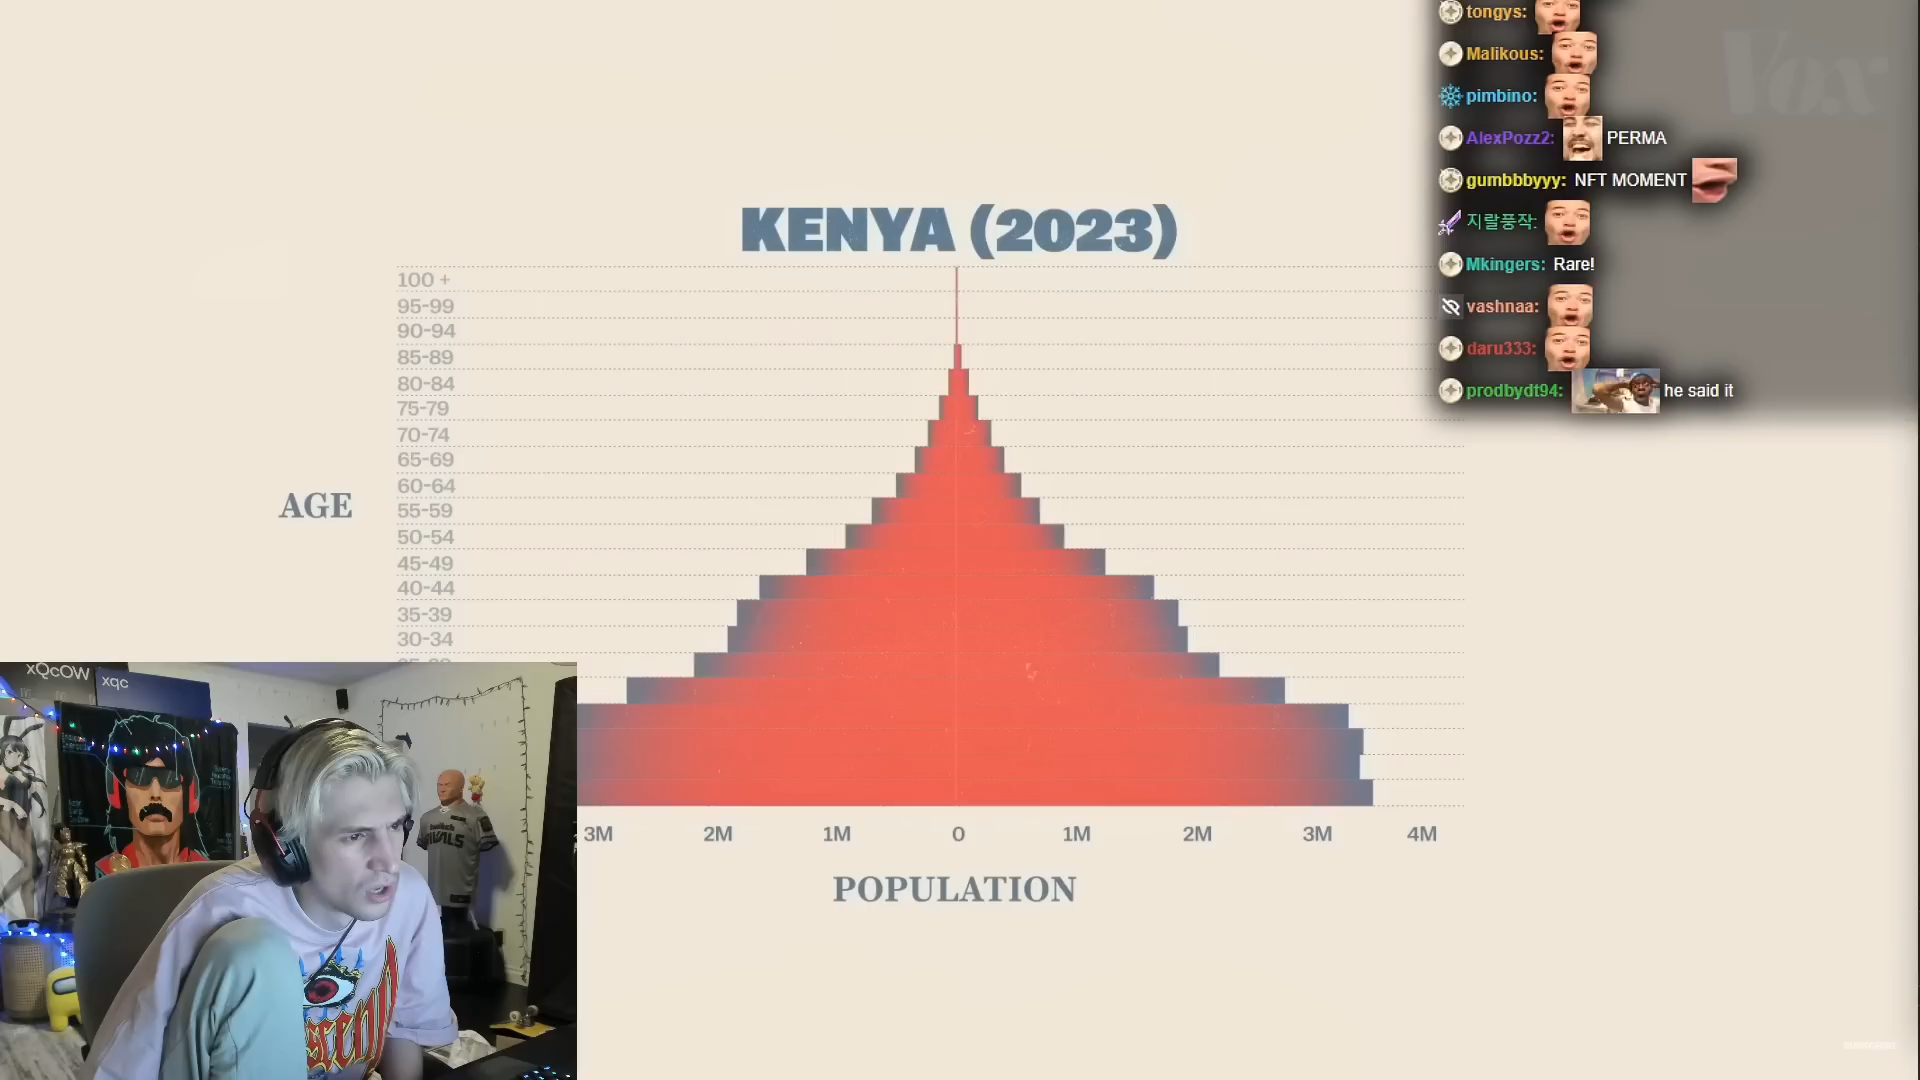 tongys:
Malikous:
pimbino:
AlexPozz2: PERMA
gumbbbyyy: NFT MOMENT
지랄풍작:
Mkingers: Rare!
vashnaa:
daru333:
prodbydt94: he said it
Vox
KENYA (2023)
100 +
95-99
90-94
85-89
80-84
75-79
70-74
65-69
60-64
55-59
50-54
45-49
40-44
35-39
30-34
AGE
3M 2M 1M 0 1M 2M 3M 4M
POPULATION
xQcOW
xqc
twitch
RIVALS